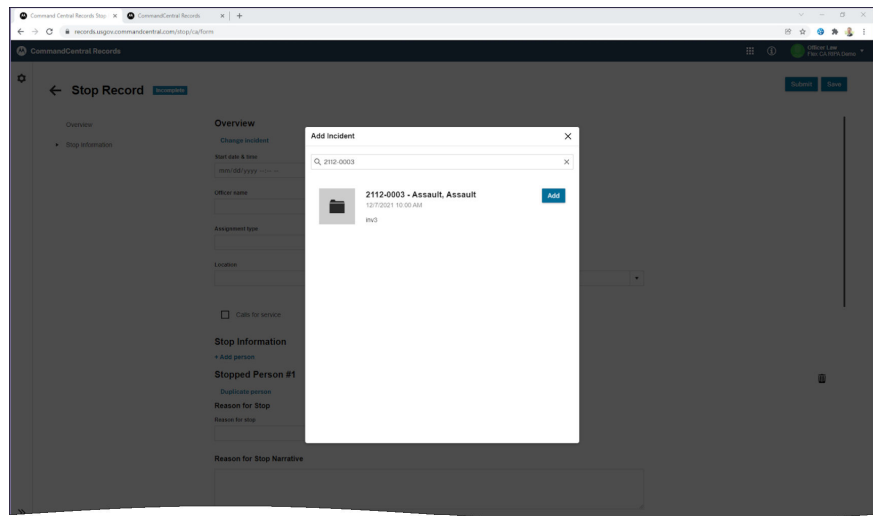 Command Central Records Stop
CommandCentral Records
records.usgov.commandcentral.com/stop/ca/form
CommandCentral Records
Officer Law
Flex CA RIPA Demo
Stop Record
Incomplete
Submit
Save
Overview
Stop Information
Overview
Change incident
Start date & time
mm/dd/yyyy --:-- --
Officer name
Assignment type
Location
Calls for service
Stop Information
+ Add person
Stopped Person #1
Duplicate person
Reason for Stop
Reason for stop
Reason for Stop Narrative
Add Incident
2112-0003
2112-0003 - Assault, Assault
Add
12/7/2021 10:00 AM
inv3